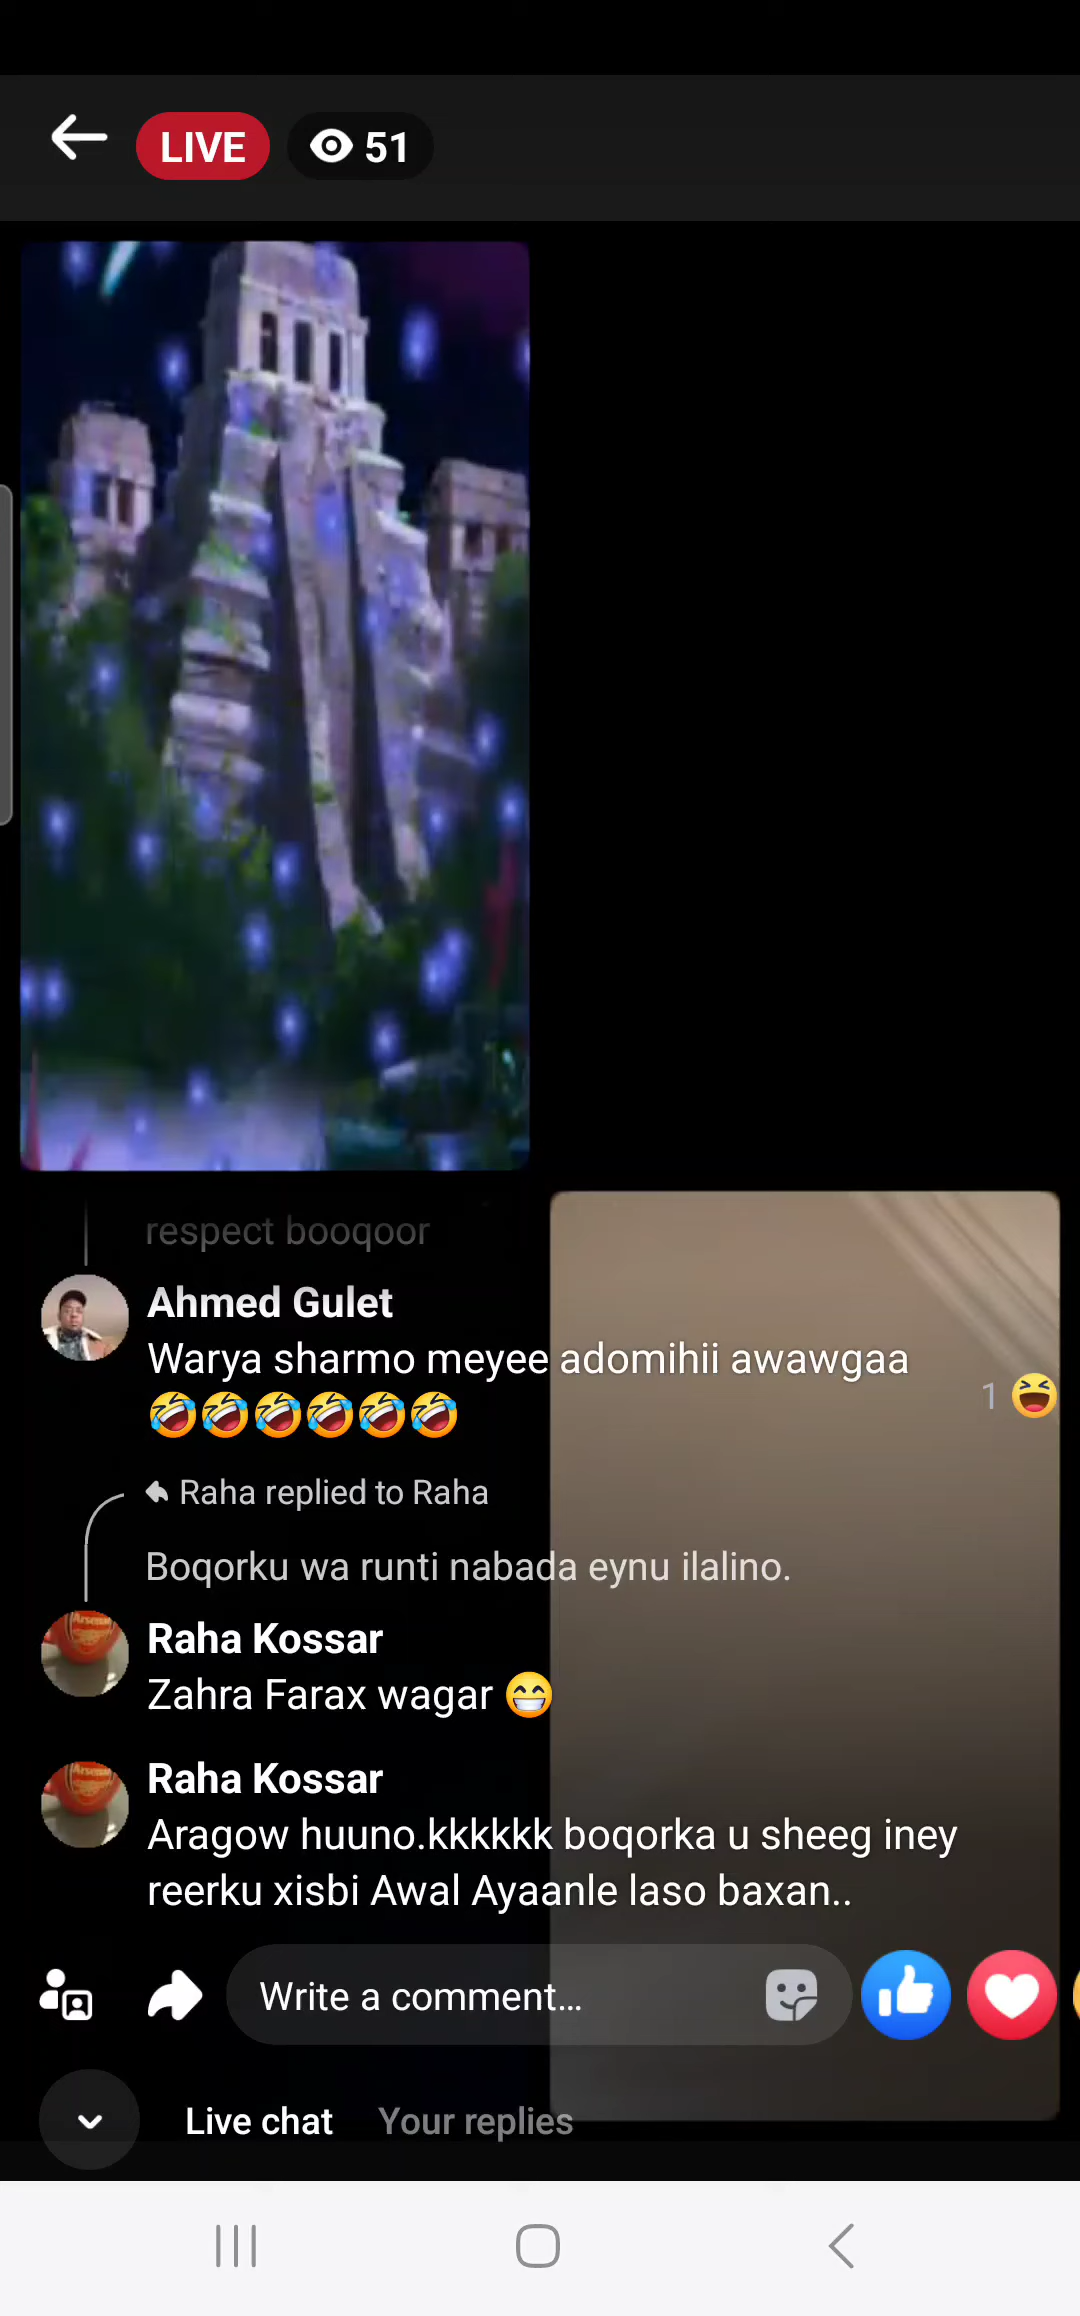 LIVE
51
respect booqoor
Ahmed Gulet
Warya sharmo meyee adomihii awawgaa
🤣🤣🤣🤣🤣🤣
1 😆
Raha replied to Raha
Boqorku wa runti nabada eynu ilalino.
Raha Kossar
Zahra Farax wagar 😁
Raha Kossar
Aragow huuno.kkkkkk boqorka u sheeg iney
reerku xisbi Awal Ayaanle laso baxan..
Write a comment...
Live chat
Your replies